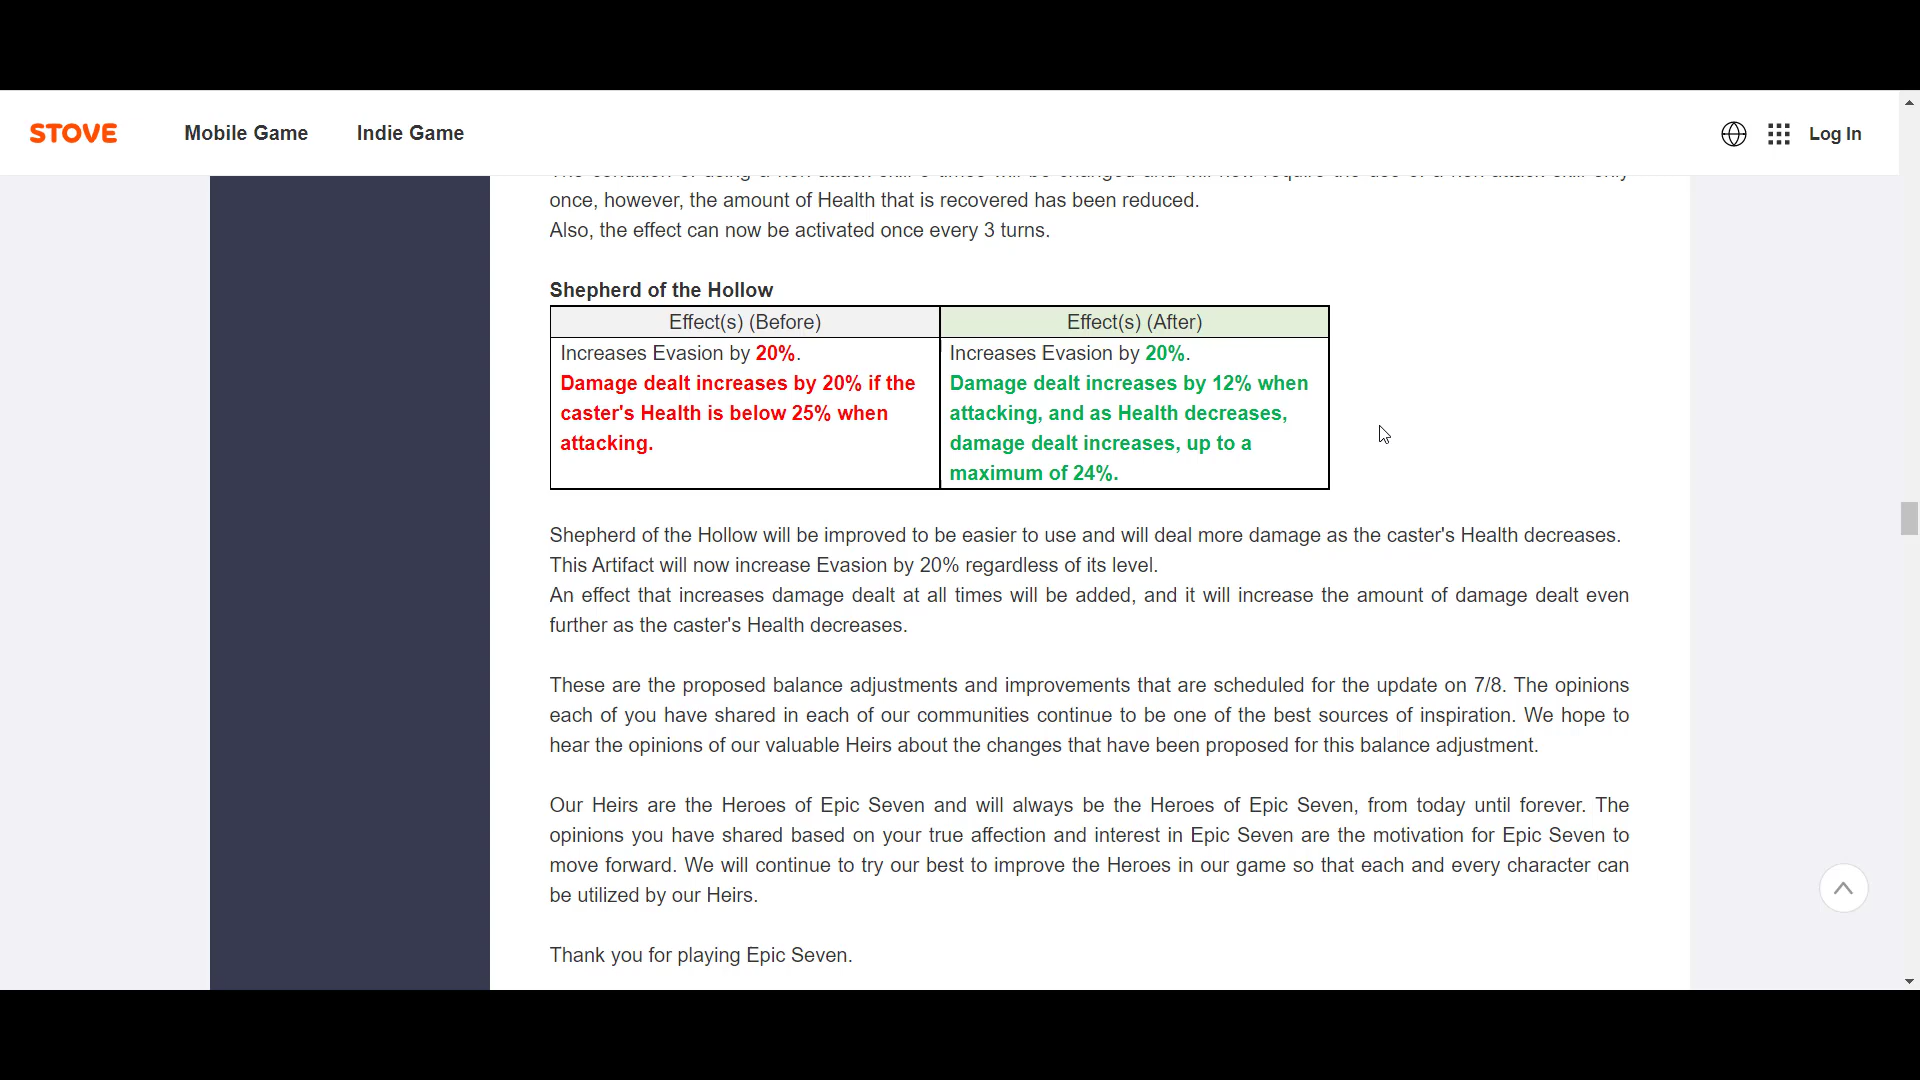 STOVE Mobile Game Indie Game Log In
once, however, the amount of Health that is recovered has been reduced.
Also, the effect can now be activated once every 3 turns.
Shepherd of the Hollow
Effect(s) (Before) Effect(s) (After)
Increases Evasion by 20%.
Damage dealt increases by 20% if the
caster's Health is below 25% when
attacking.
Increases Evasion by 20%.
Damage dealt increases by 12% when
attacking, and as Health decreases,
damage dealt increases, up to a
maximum of 24%.
Shepherd of the Hollow will be improved to be easier to use and will deal more damage as the caster's Health decreases.
This Artifact will now increase Evasion by 20% regardless of its level.
An effect that increases damage dealt at all times will be added, and it will increase the amount of damage dealt even
further as the caster's Health decreases.
These are the proposed balance adjustments and improvements that are scheduled for the update on 7/8. The opinions
each of you have shared in each of our communities continue to be one of the best sources of inspiration. We hope to
hear the opinions of our valuable Heirs about the changes that have been proposed for this balance adjustment.
Our Heirs are the Heroes of Epic Seven and will always be the Heroes of Epic Seven, from today until forever. The
opinions you have shared based on your true affection and interest in Epic Seven are the motivation for Epic Seven to
move forward. We will continue to try our best to improve the Heroes in our game so that each and every character can
be utilized by our Heirs.
Thank you for playing Epic Seven.